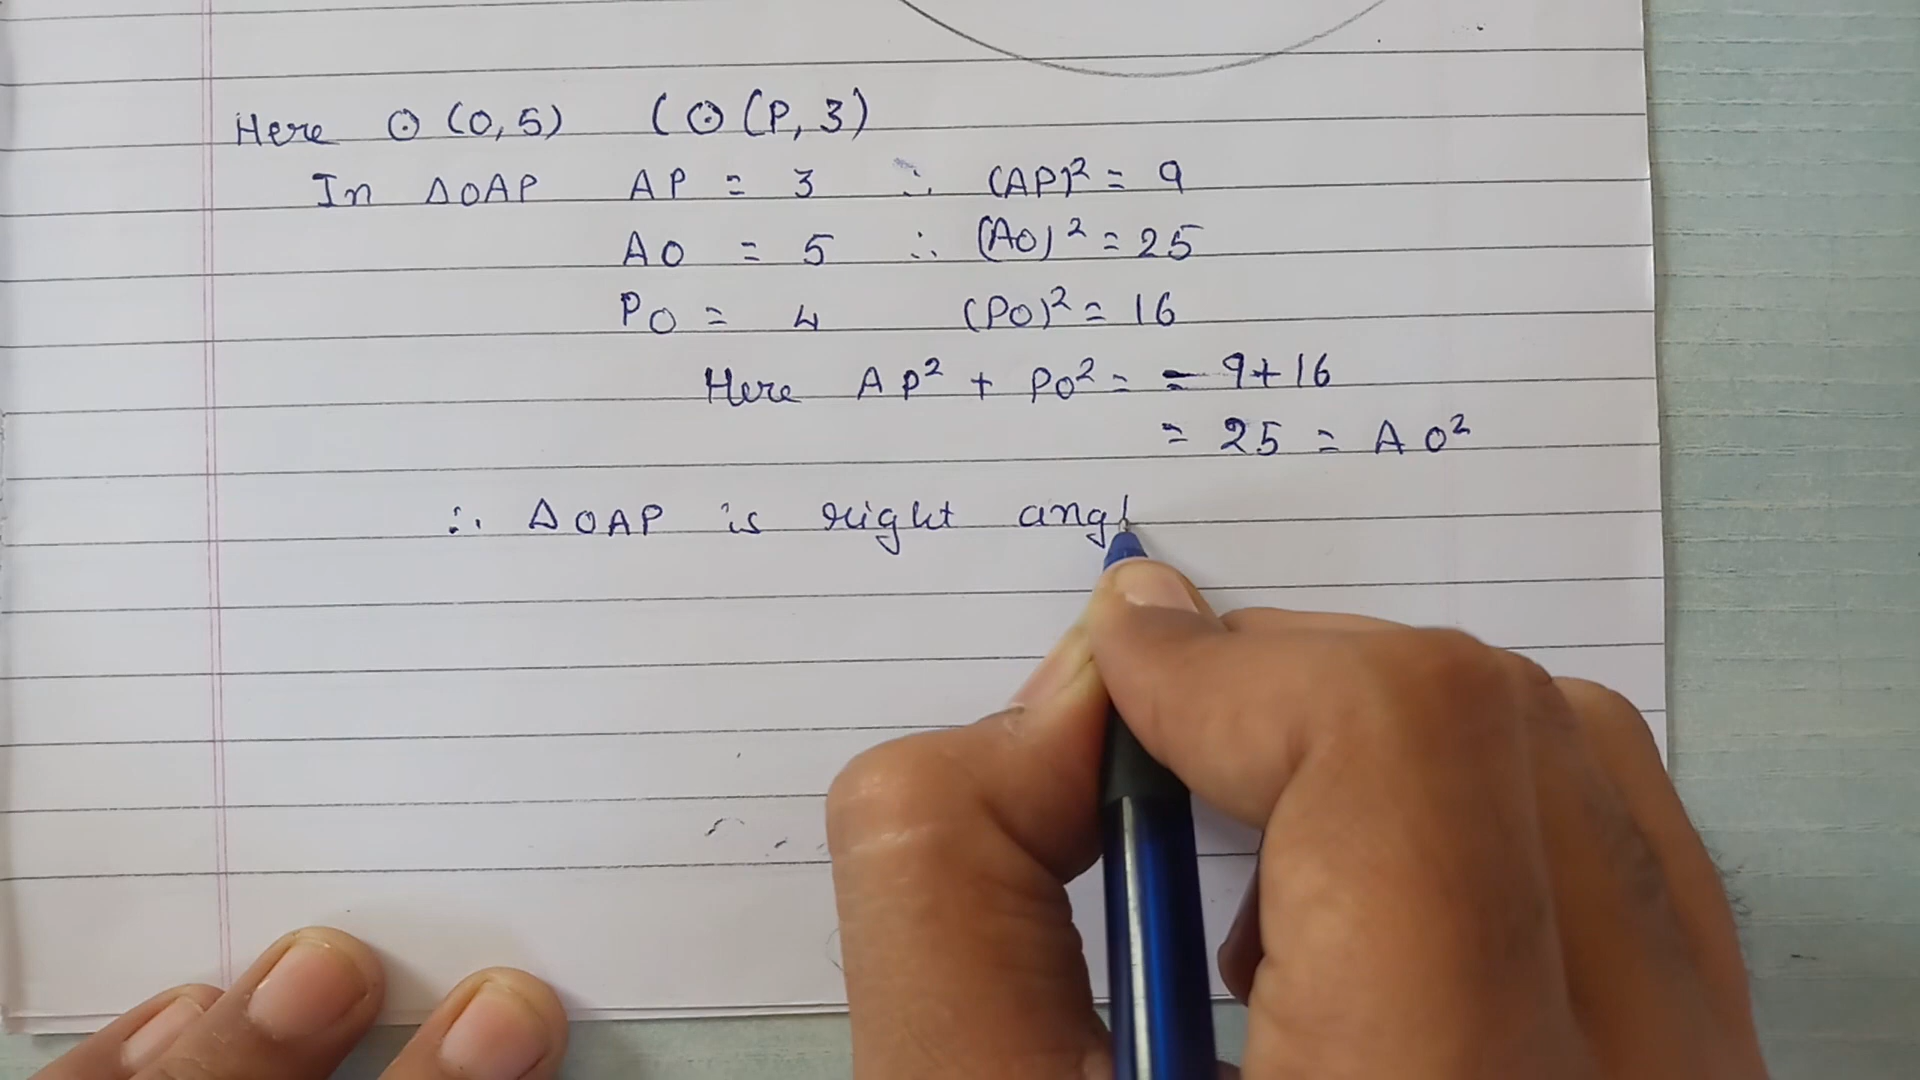 Here ⊙ (O, 5) ( ⊙ (P, 3)
In ΔOAP AP = 3 ∴ (AP)² = 9
AO = 5 ∴ (AO)² = 25
PO = 4 (PO)² = 16
Here AP² + PO² = = 9+16
= 25 = AO²
∴ ΔOAP is right angl